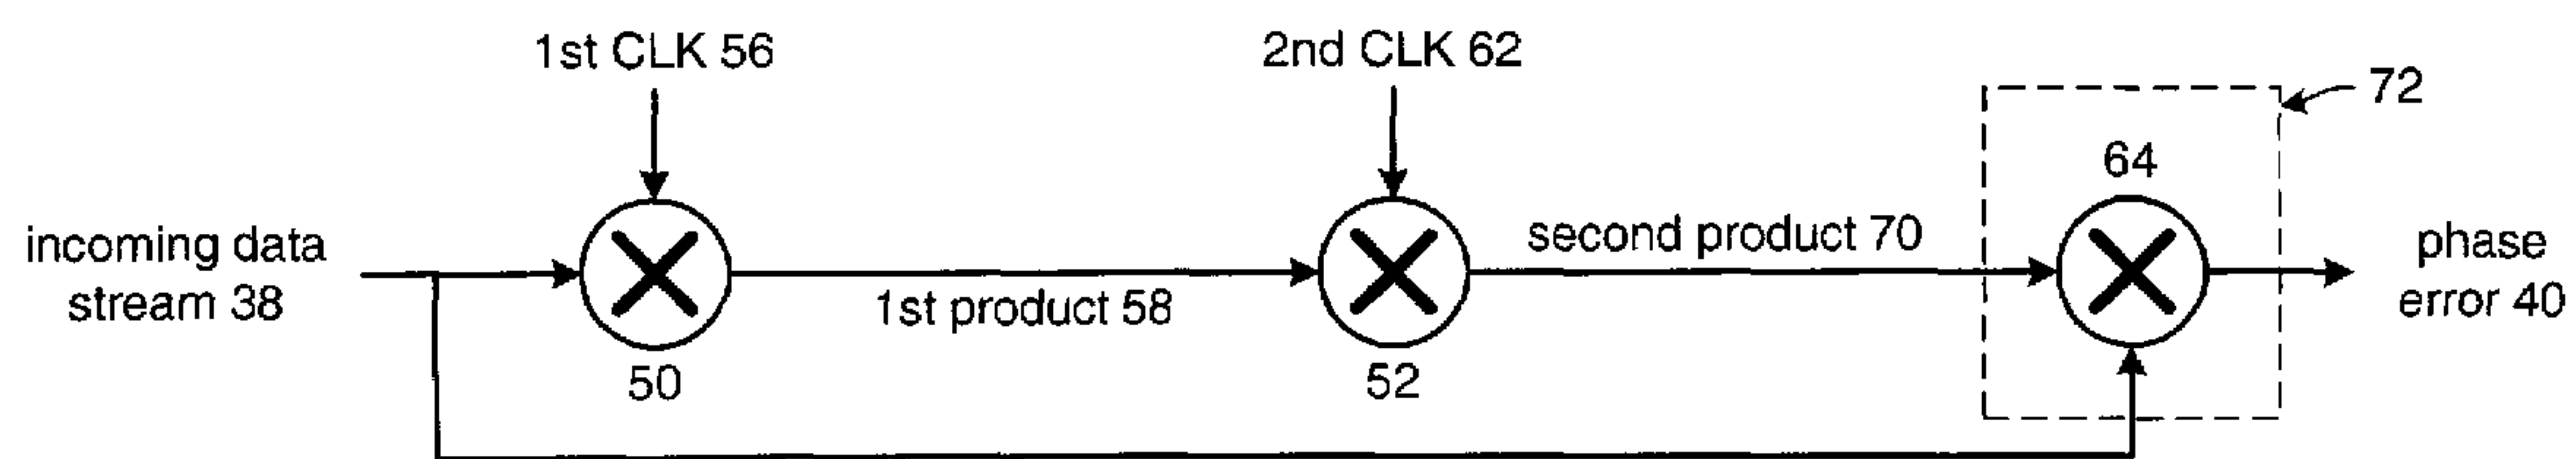 1st CLK 56
2nd CLK 62
72
64
incoming data
stream 38
1st product 58
second product 70
phase
error 40
50
52